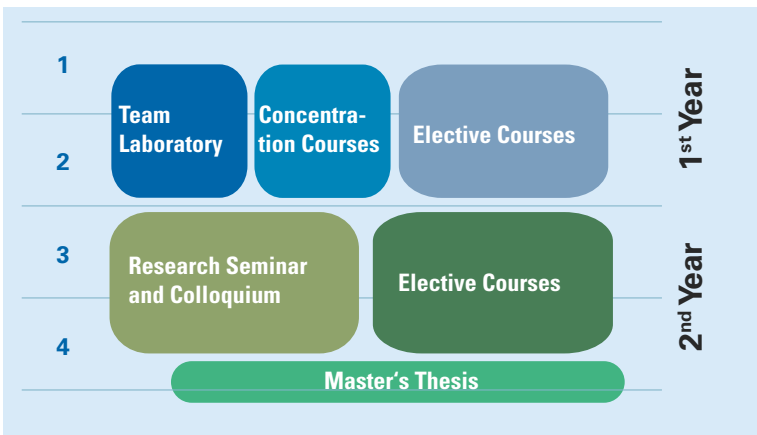 1
2
3
4
Team
Laboratory
Concentra-
tion Courses
Elective Courses
1st Year
Research Seminar
and Colloquium
Elective Courses
2nd Year
Master‘s Thesis